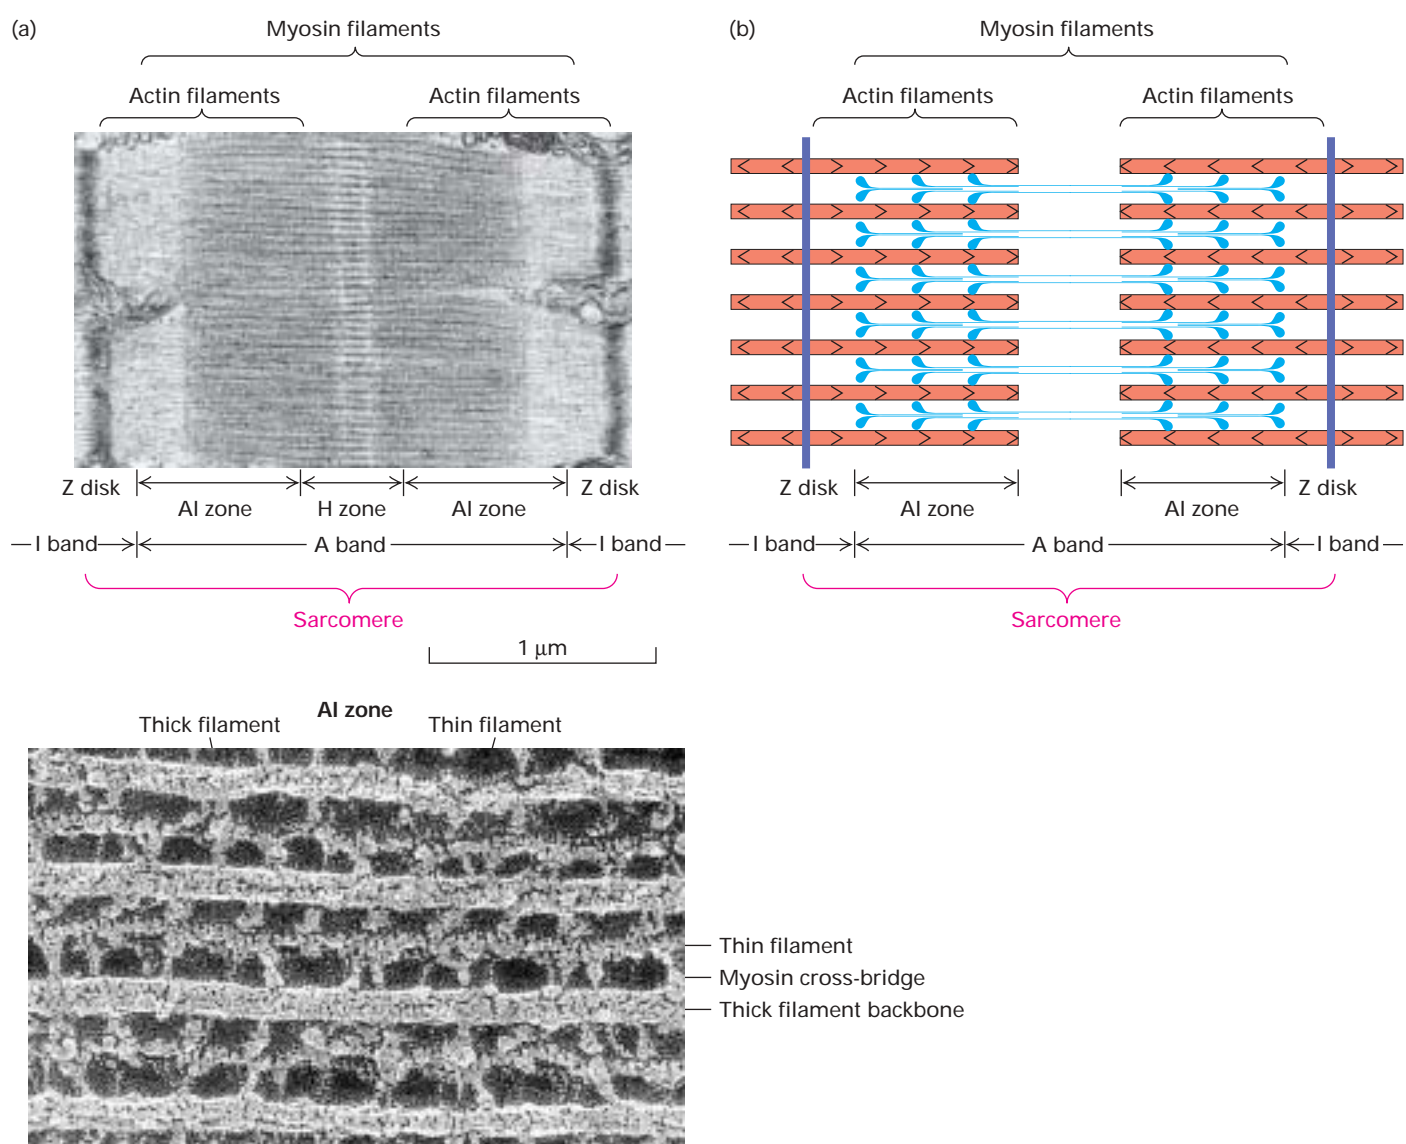 (a)
Myosin filaments
Actin filaments
Actin filaments
Z disk
Z disk
AI zone
H zone
AI zone
I band
A band
I band
Sarcomere
1 μm
(b)
Myosin filaments
Actin filaments
Actin filaments
Z disk
Z disk
AI zone
AI zone
I band
A band
I band
Sarcomere
AI zone
Thick filament
Thin filament
Thin filament
Myosin cross-bridge
Thick filament backbone